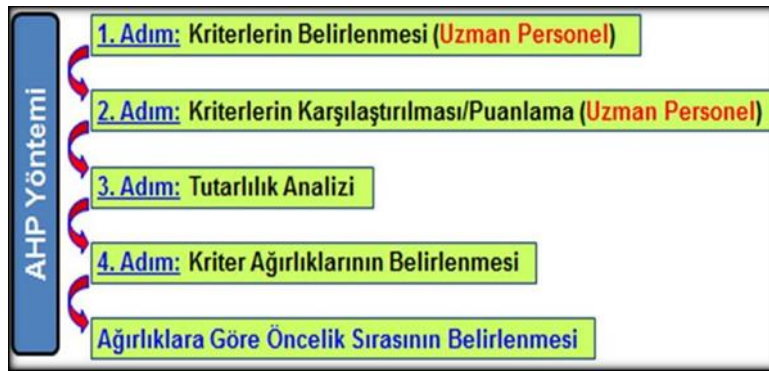 AHP Yöntemi
1. Adım: Kriterlerin Belirlenmesi (Uzman Personel)
2. Adım: Kriterlerin Karşılaştırılması/Puanlama (Uzman Personel)
3. Adım: Tutarlılık Analizi
4. Adım: Kriter Ağırlıklarının Belirlenmesi
Ağırlıklara Göre Öncelik Sırasının Belirlenmesi